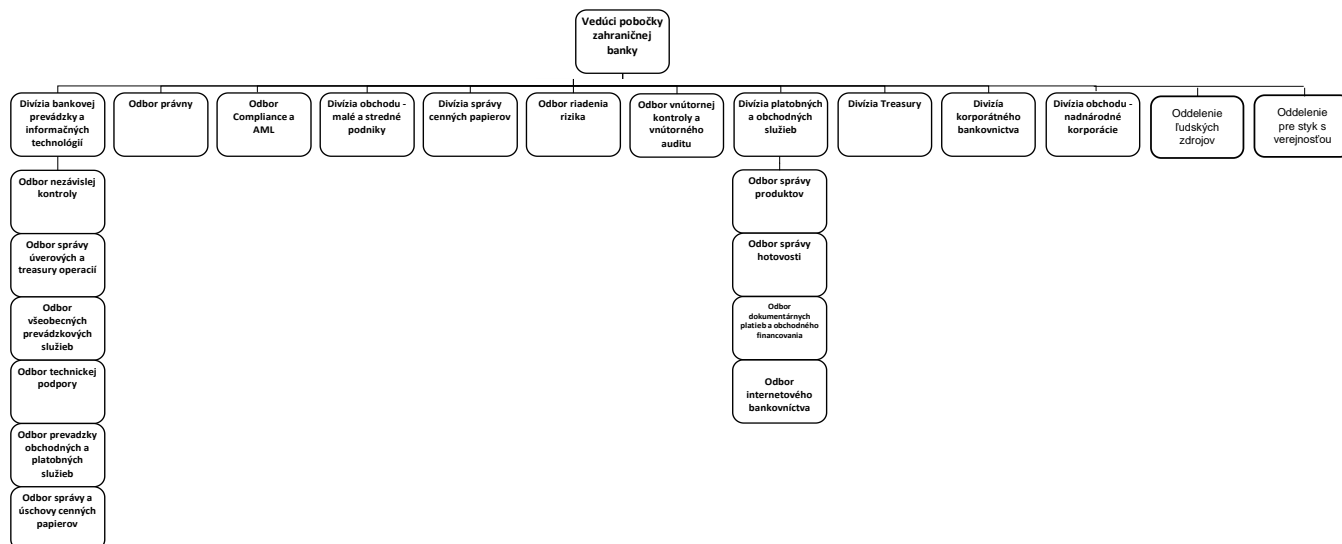 Vedúci pobočky
zahraničnej
banky
Divízia bankovej
prevádzky a
informačných
technológií
Odbor právny
Odbor
Compliance a
AML
Divízia obchodu -
malé a stredné
podniky
Divízia správy
cenných papierov
Odbor riadenia
rizika
Odbor vnútornej
kontroly a
vnútorného
auditu
Divízia platobných
a obchodných
služieb
Divízia Treasury
Divizía
korporátného
bankovnictva
Divízia obchodu -
nadnárodné
korporácie
Oddelenie
ľudských
zdrojov
Oddelenie
pre styk s
verejnosťou
Odbor nezávislej
kontroly
Odbor správy
úverových a
treasury operacií
Odbor
všeobecných
prevádzkových
služieb
Odbor technickej
podpory
Odbor prevadzky
obchodných a
platobných
služieb
Odbor správy a
úschovy cenných
papierov
Odbor správy
produktov
Odbor správy
hotovosti
Odbor
dokumentárnych
platieb a obchodného
financovania
Odbor
internetového
bankovníctva